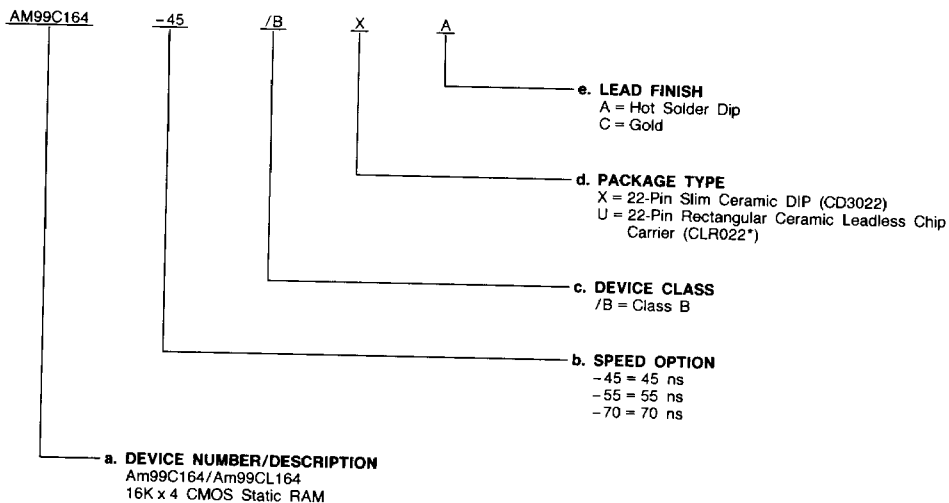 AM99C164 -45 /B X A
e. LEAD FINISH
A = Hot Solder Dip
C = Gold
d. PACKAGE TYPE
X = 22-Pin Slim Ceramic DIP (CD3022)
U = 22-Pin Rectangular Ceramic Leadless Chip
Carrier (CLR022*)
c. DEVICE CLASS
/B = Class B
b. SPEED OPTION
-45 = 45 ns
-55 = 55 ns
-70 = 70 ns
a. DEVICE NUMBER/DESCRIPTION
Am99C164/Am99CL164
16K x 4 CMOS Static RAM